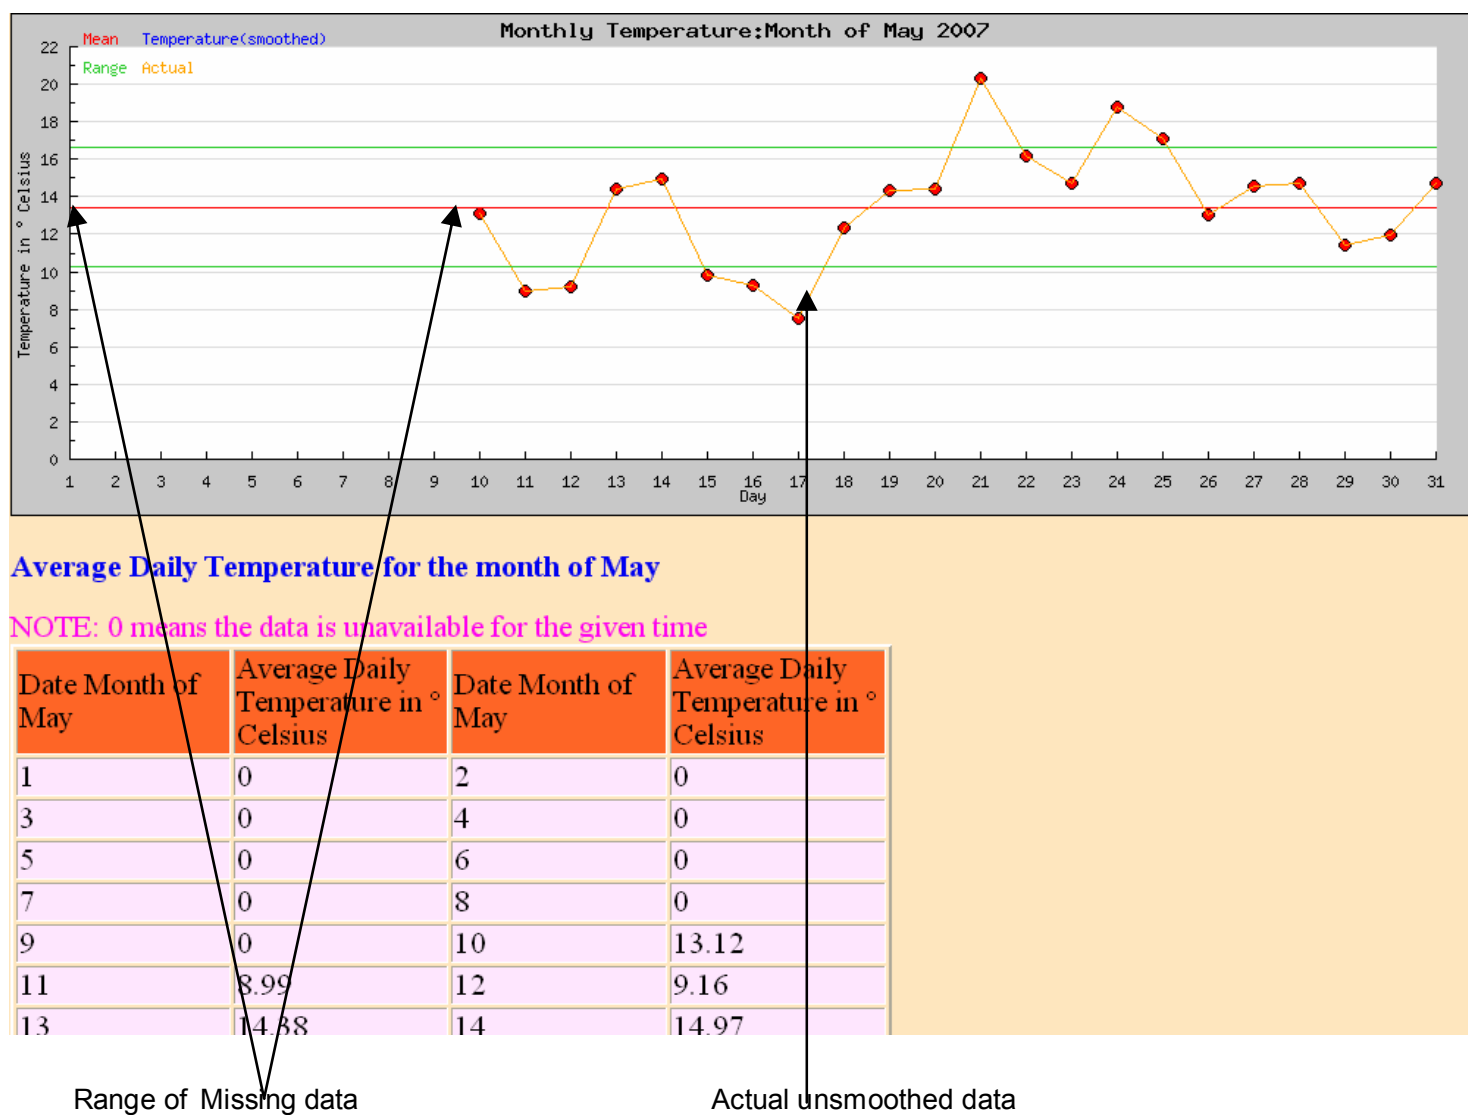 Monthly Temperature:Month of May 2007
Mean Temperature(smoothed)
Range Actual
Temperature in ° Celsius
22
20
18
16
14
12
10
8
6
4
2
0
1 2 3 4 5 6 7 8 9 10 11 12 13 14 15 16 17 18 19 20 21 22 23 24 25 26 27 28 29 30 31
Day
Average Daily Temperature for the month of May
NOTE: 0 means the data is unavailable for the given time
Date Month of May Average Daily Temperature in ° Celsius Date Month of May Average Daily Temperature in ° Celsius
1 0 2 0
3 0 4 0
5 0 6 0
7 0 8 0
9 0 10 13.12
11 8.99 12 9.16
13 14.38 14 14.97
Range of Missing data Actual unsmoothed data